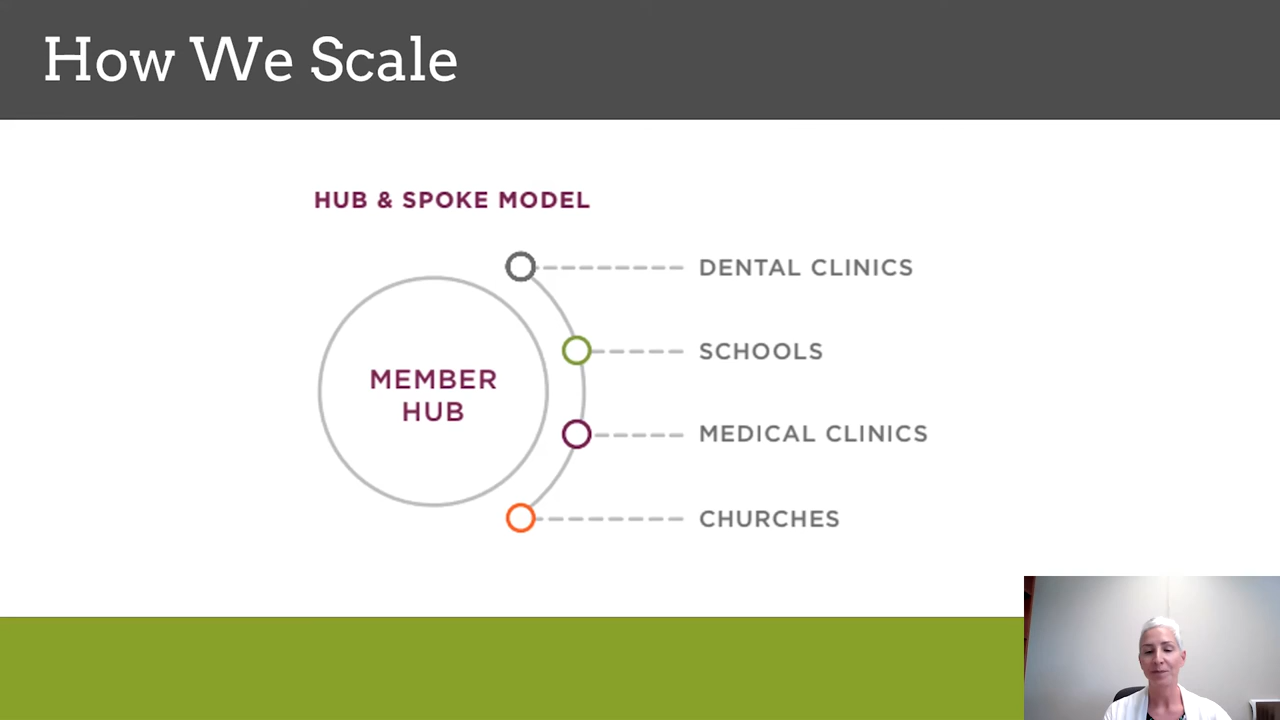 How We Scale
HUB & SPOKE MODEL
DENTAL CLINICS
SCHOOLS
MEMBER
HUB
MEDICAL CLINICS
CHURCHES